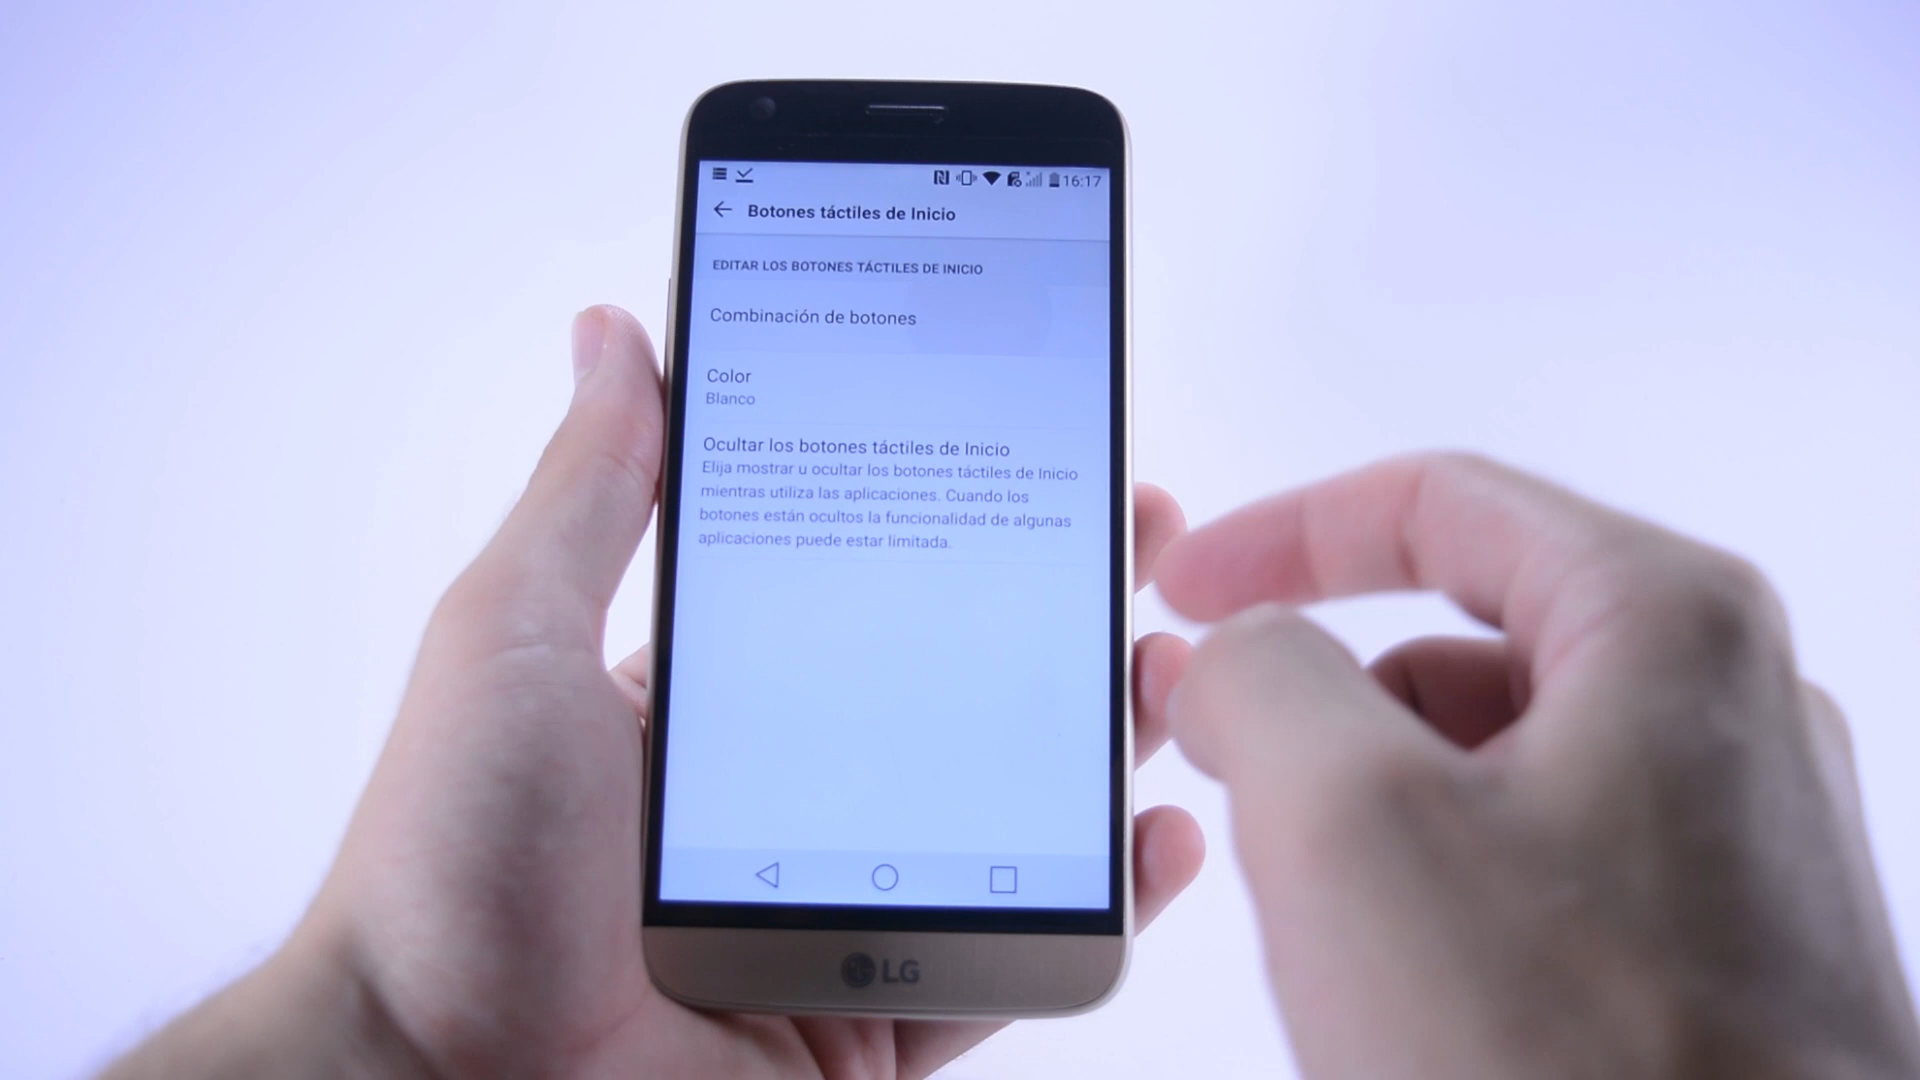 16:17
Botones táctiles de Inicio
EDITAR LOS BOTONES TÁCTILES DE INICIO
Combinación de botones
Color
Blanco
Ocultar los botones táctiles de Inicio
Elija mostrar u ocultar los botones táctiles de Inicio
mientras utiliza las aplicaciones. Cuando los
botones están ocultos la funcionalidad de algunas
aplicaciones puede estar limitada.
LG